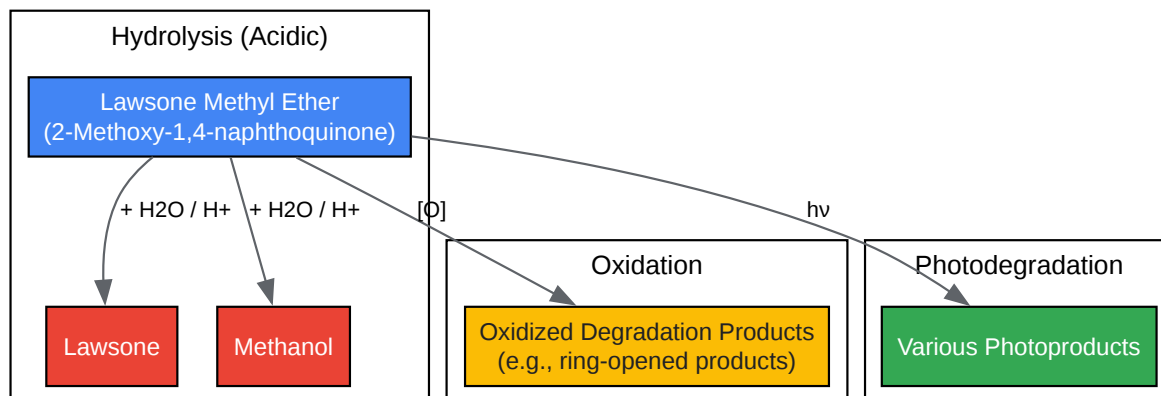 Hydrolysis (Acidic)
Lawsone Methyl Ether
(2-Methoxy-1,4-naphthoquinone)
+ H2O / H+
+ H2O / H+
[O]
hν
Oxidation
Photodegradation
Lawsone
Methanol
Oxidized Degradation Products
(e.g., ring-opened products)
Various Photoproducts